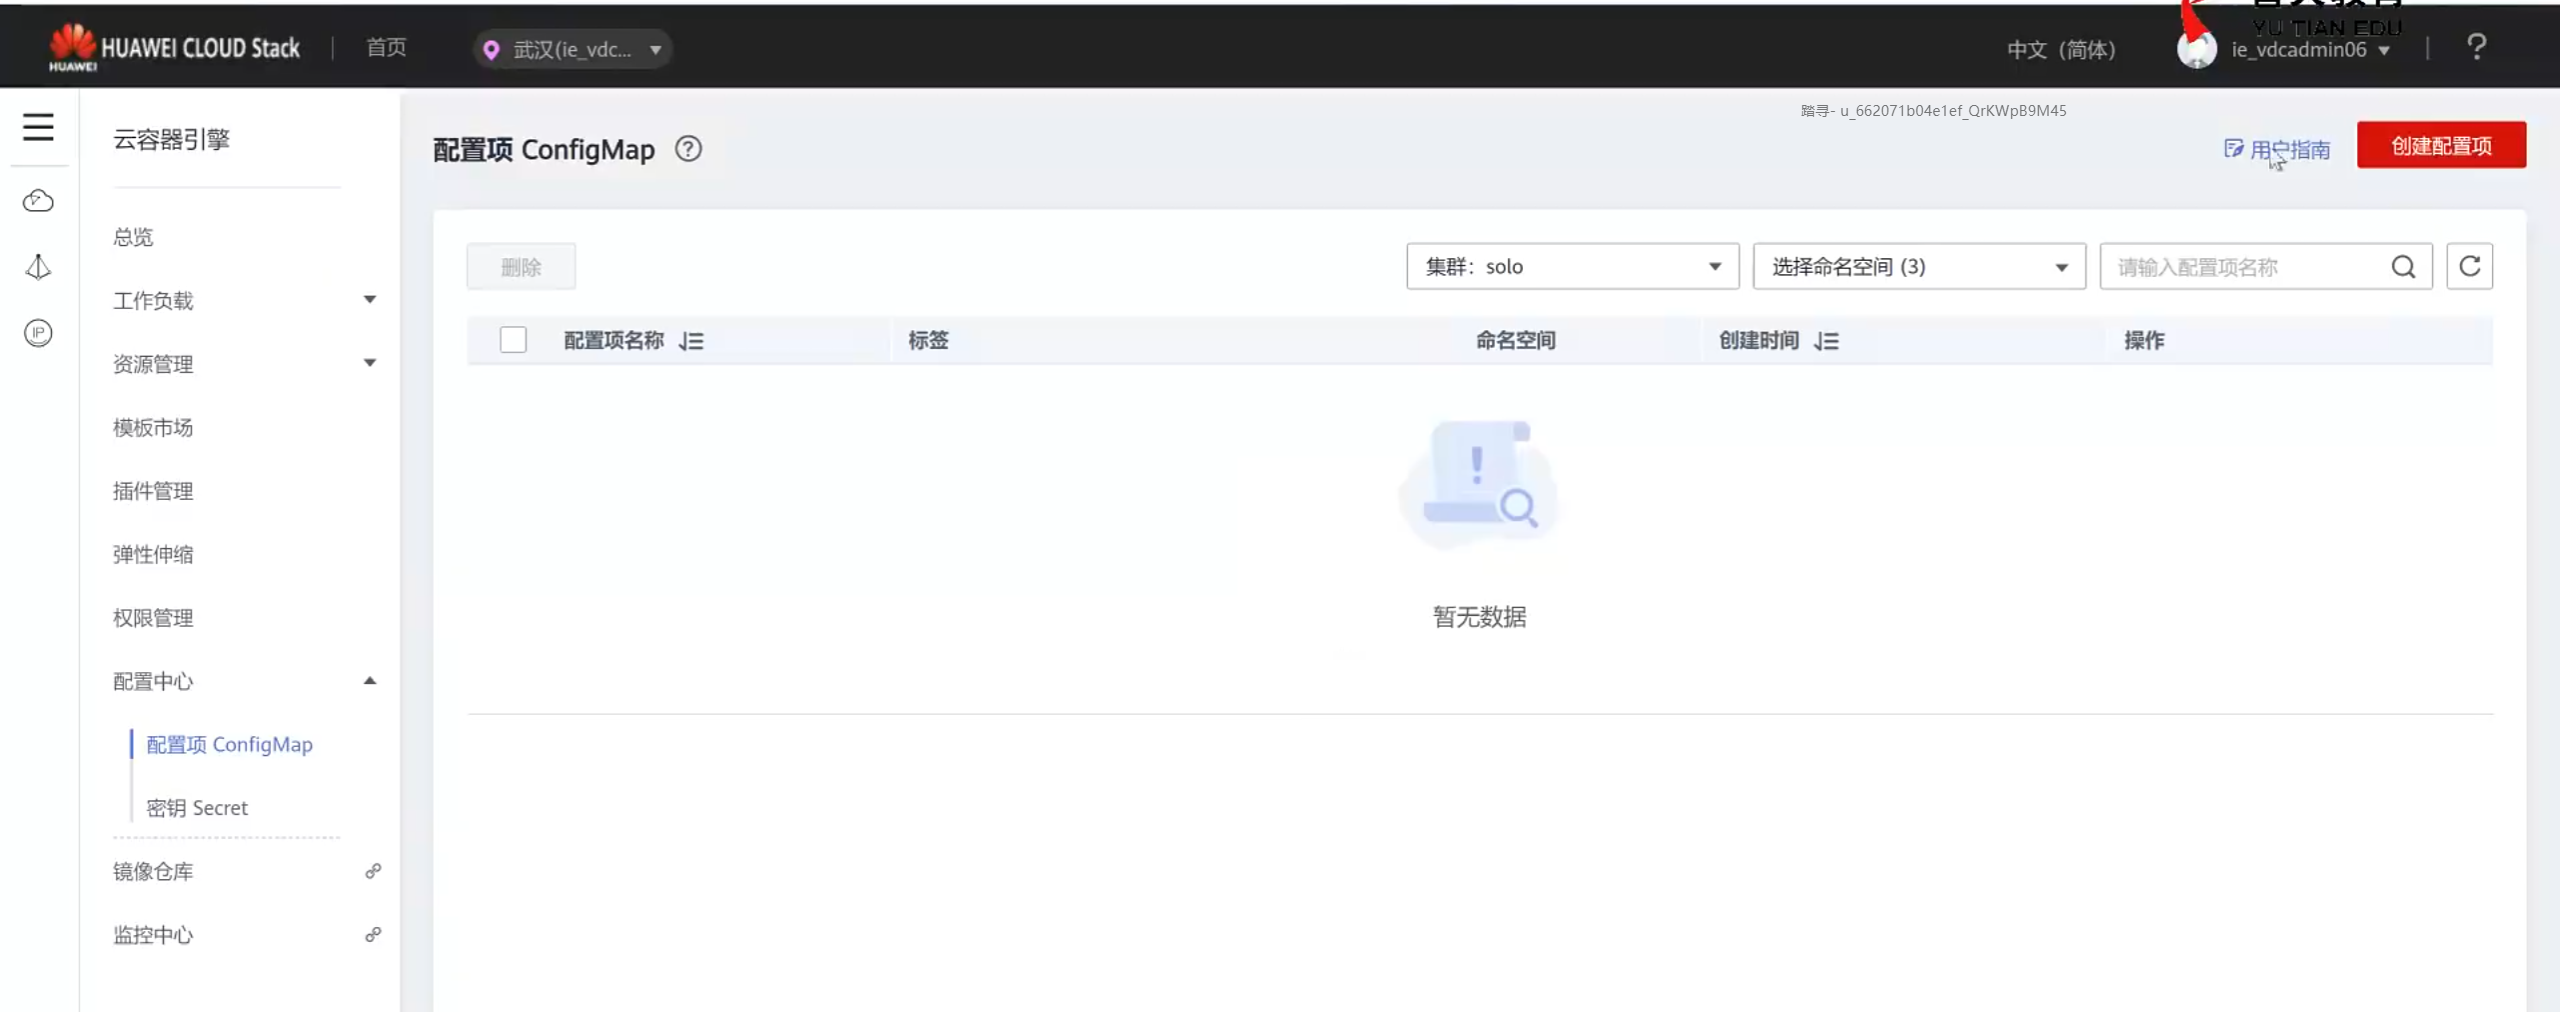 YU TIAN EDU
HUAWEI
HUAWEI CLOUD Stack
首页
武汉(ie_vdc...
中文（简体）
ie_vdcadmin06
?
云容器引擎
踏寻- u_662071b04e1ef_QrKWpB9M45
配置项 ConfigMap
?
用户指南
创建配置项
总览
工作负载
资源管理
模板市场
插件管理
弹性伸缩
权限管理
配置中心
配置项 ConfigMap
密钥 Secret
镜像仓库
监控中心
删除
集群：solo
选择命名空间 (3)
请输入配置项名称
配置项名称 标签 命名空间 创建时间 操作
暂无数据
IP